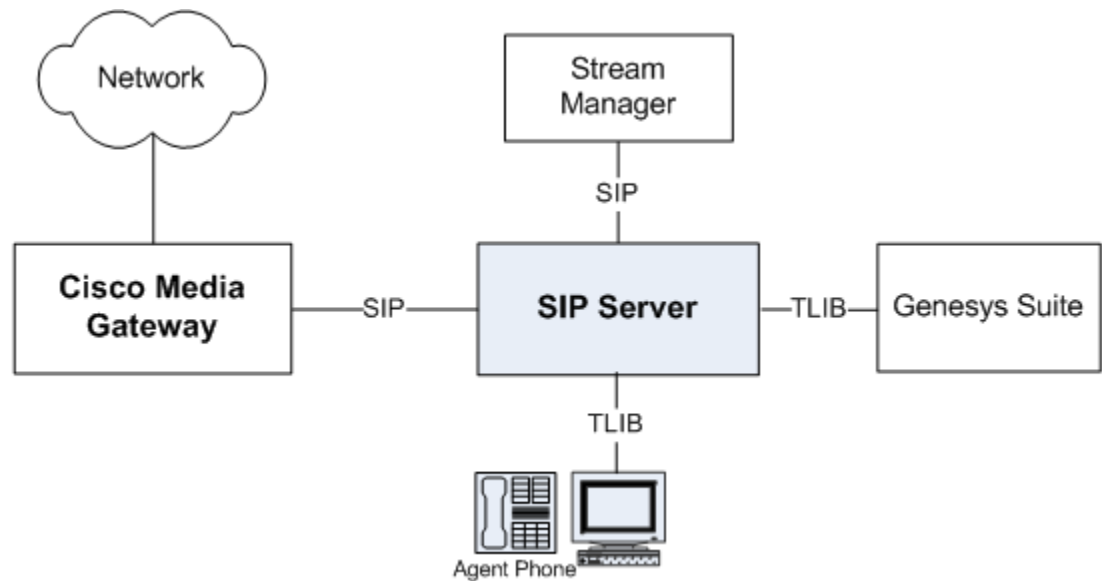 Network
Stream
Manager
SIP
Cisco Media
Gateway
SIP
SIP Server
TLIB
Genesys Suite
TLIB
Agent Phone